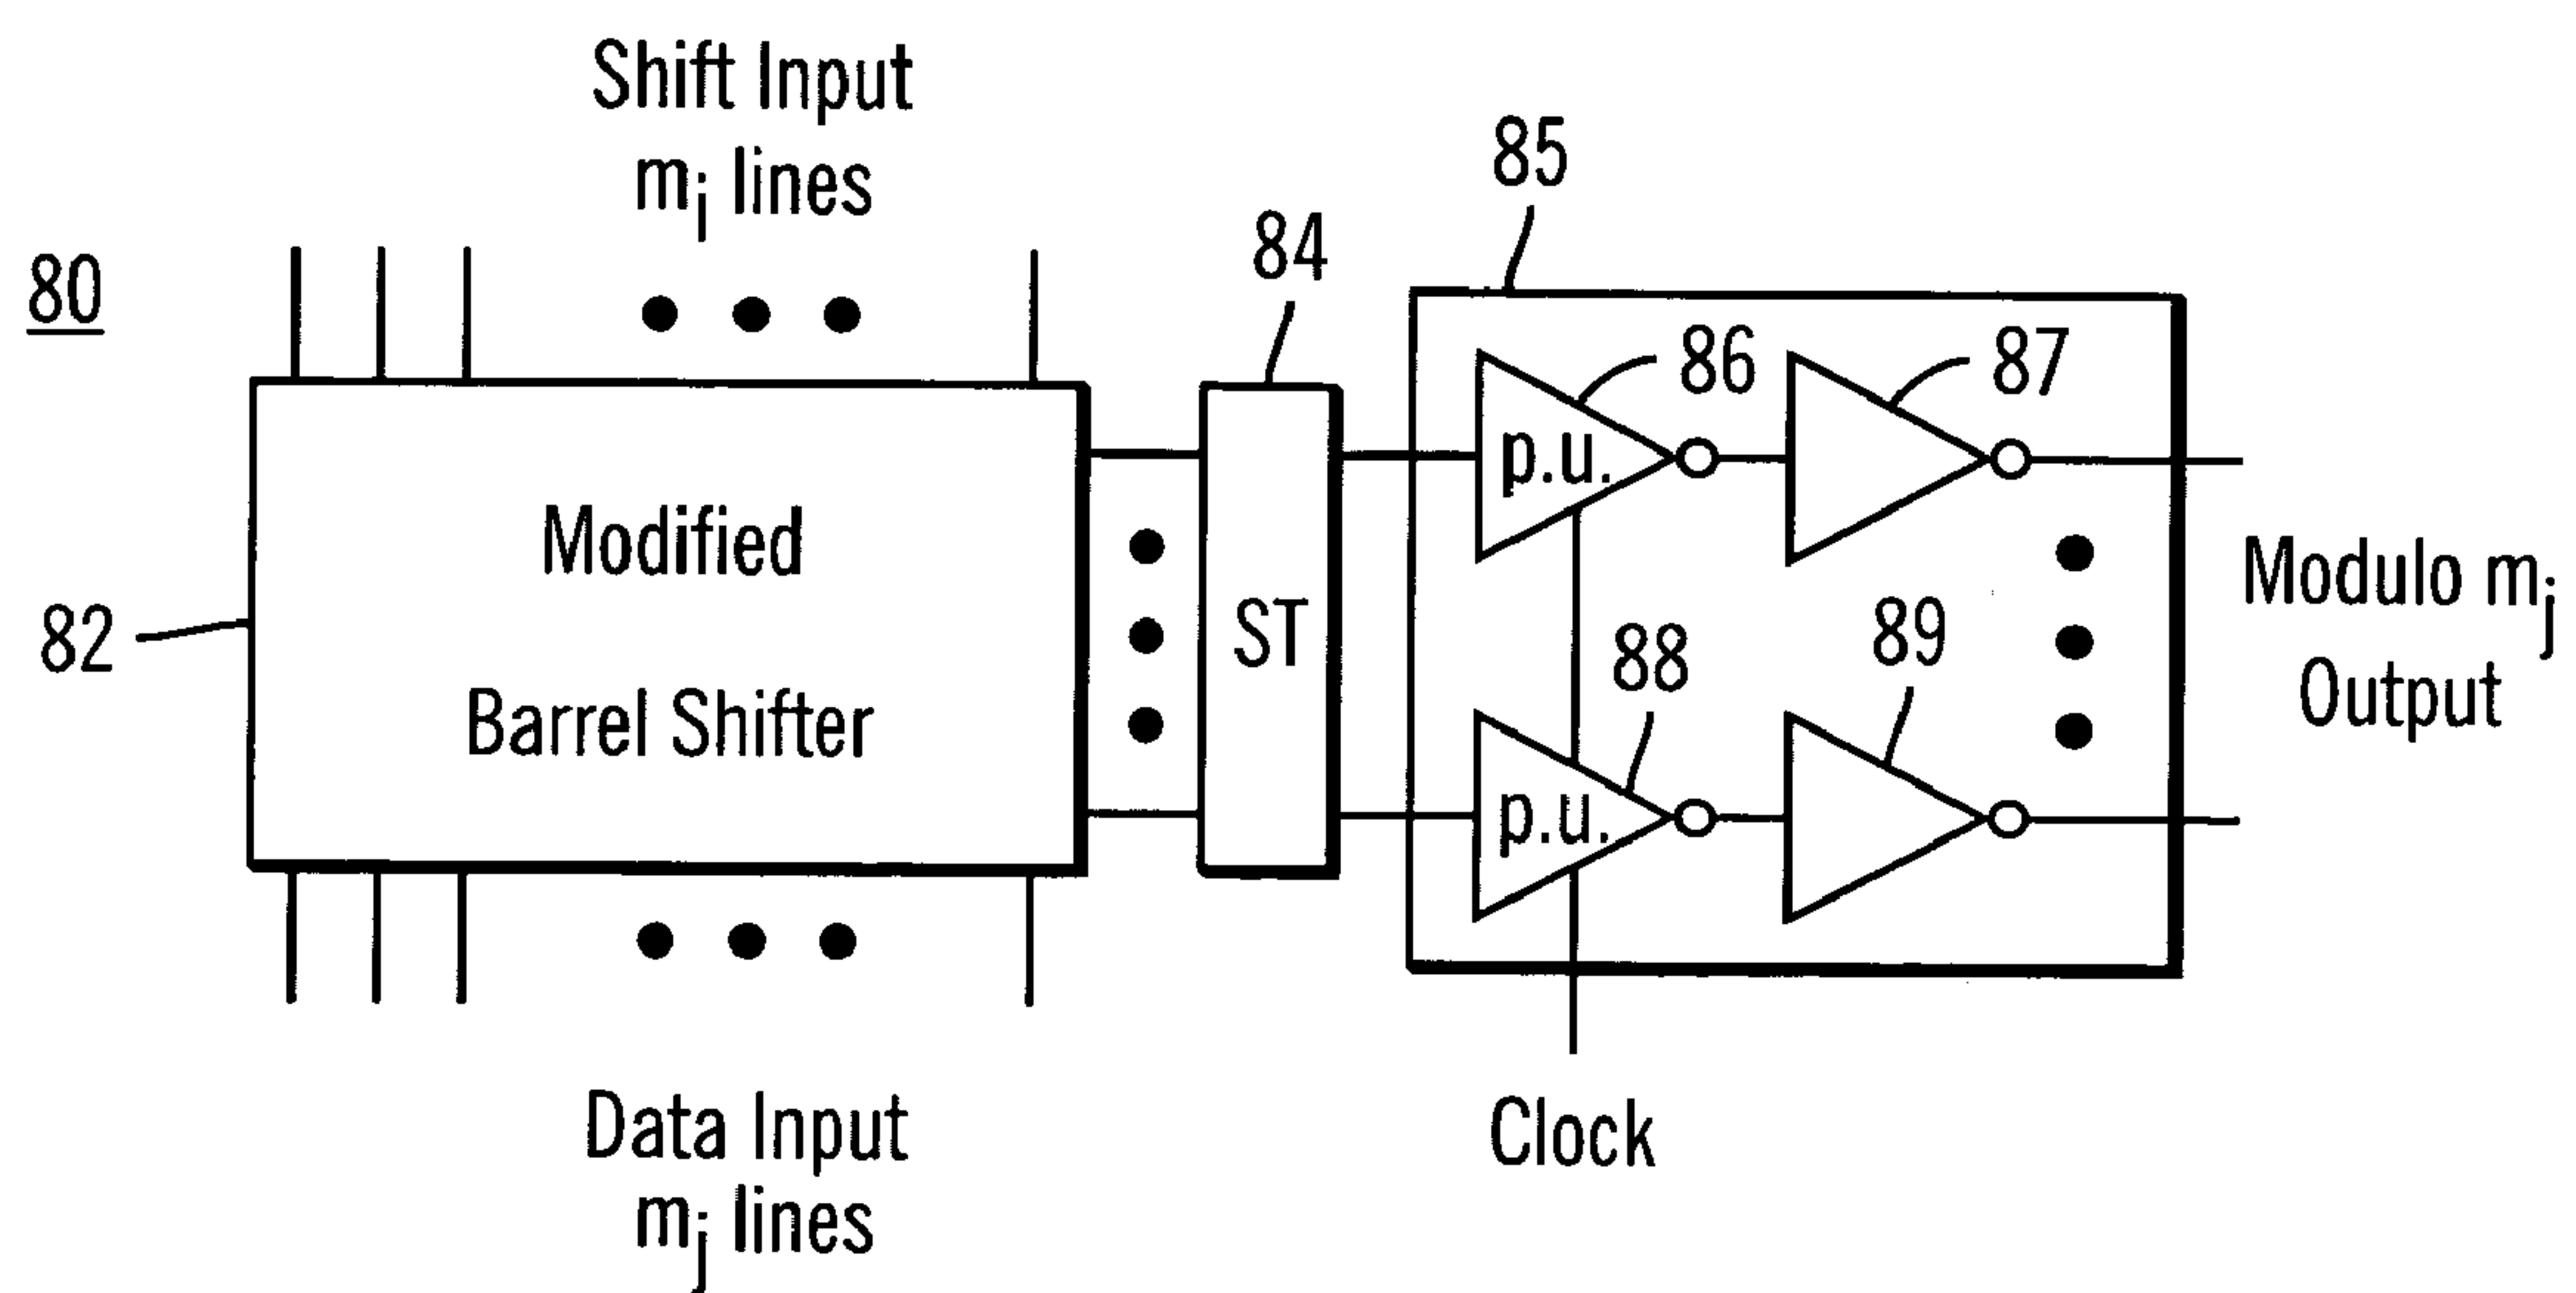 Shift Input
mj lines
80
85
84
86
87
p.u.
Modified
Barrel Shifter
82
ST
88
89
p.u.
Modulo mj
Output
Data Input
mj lines
Clock